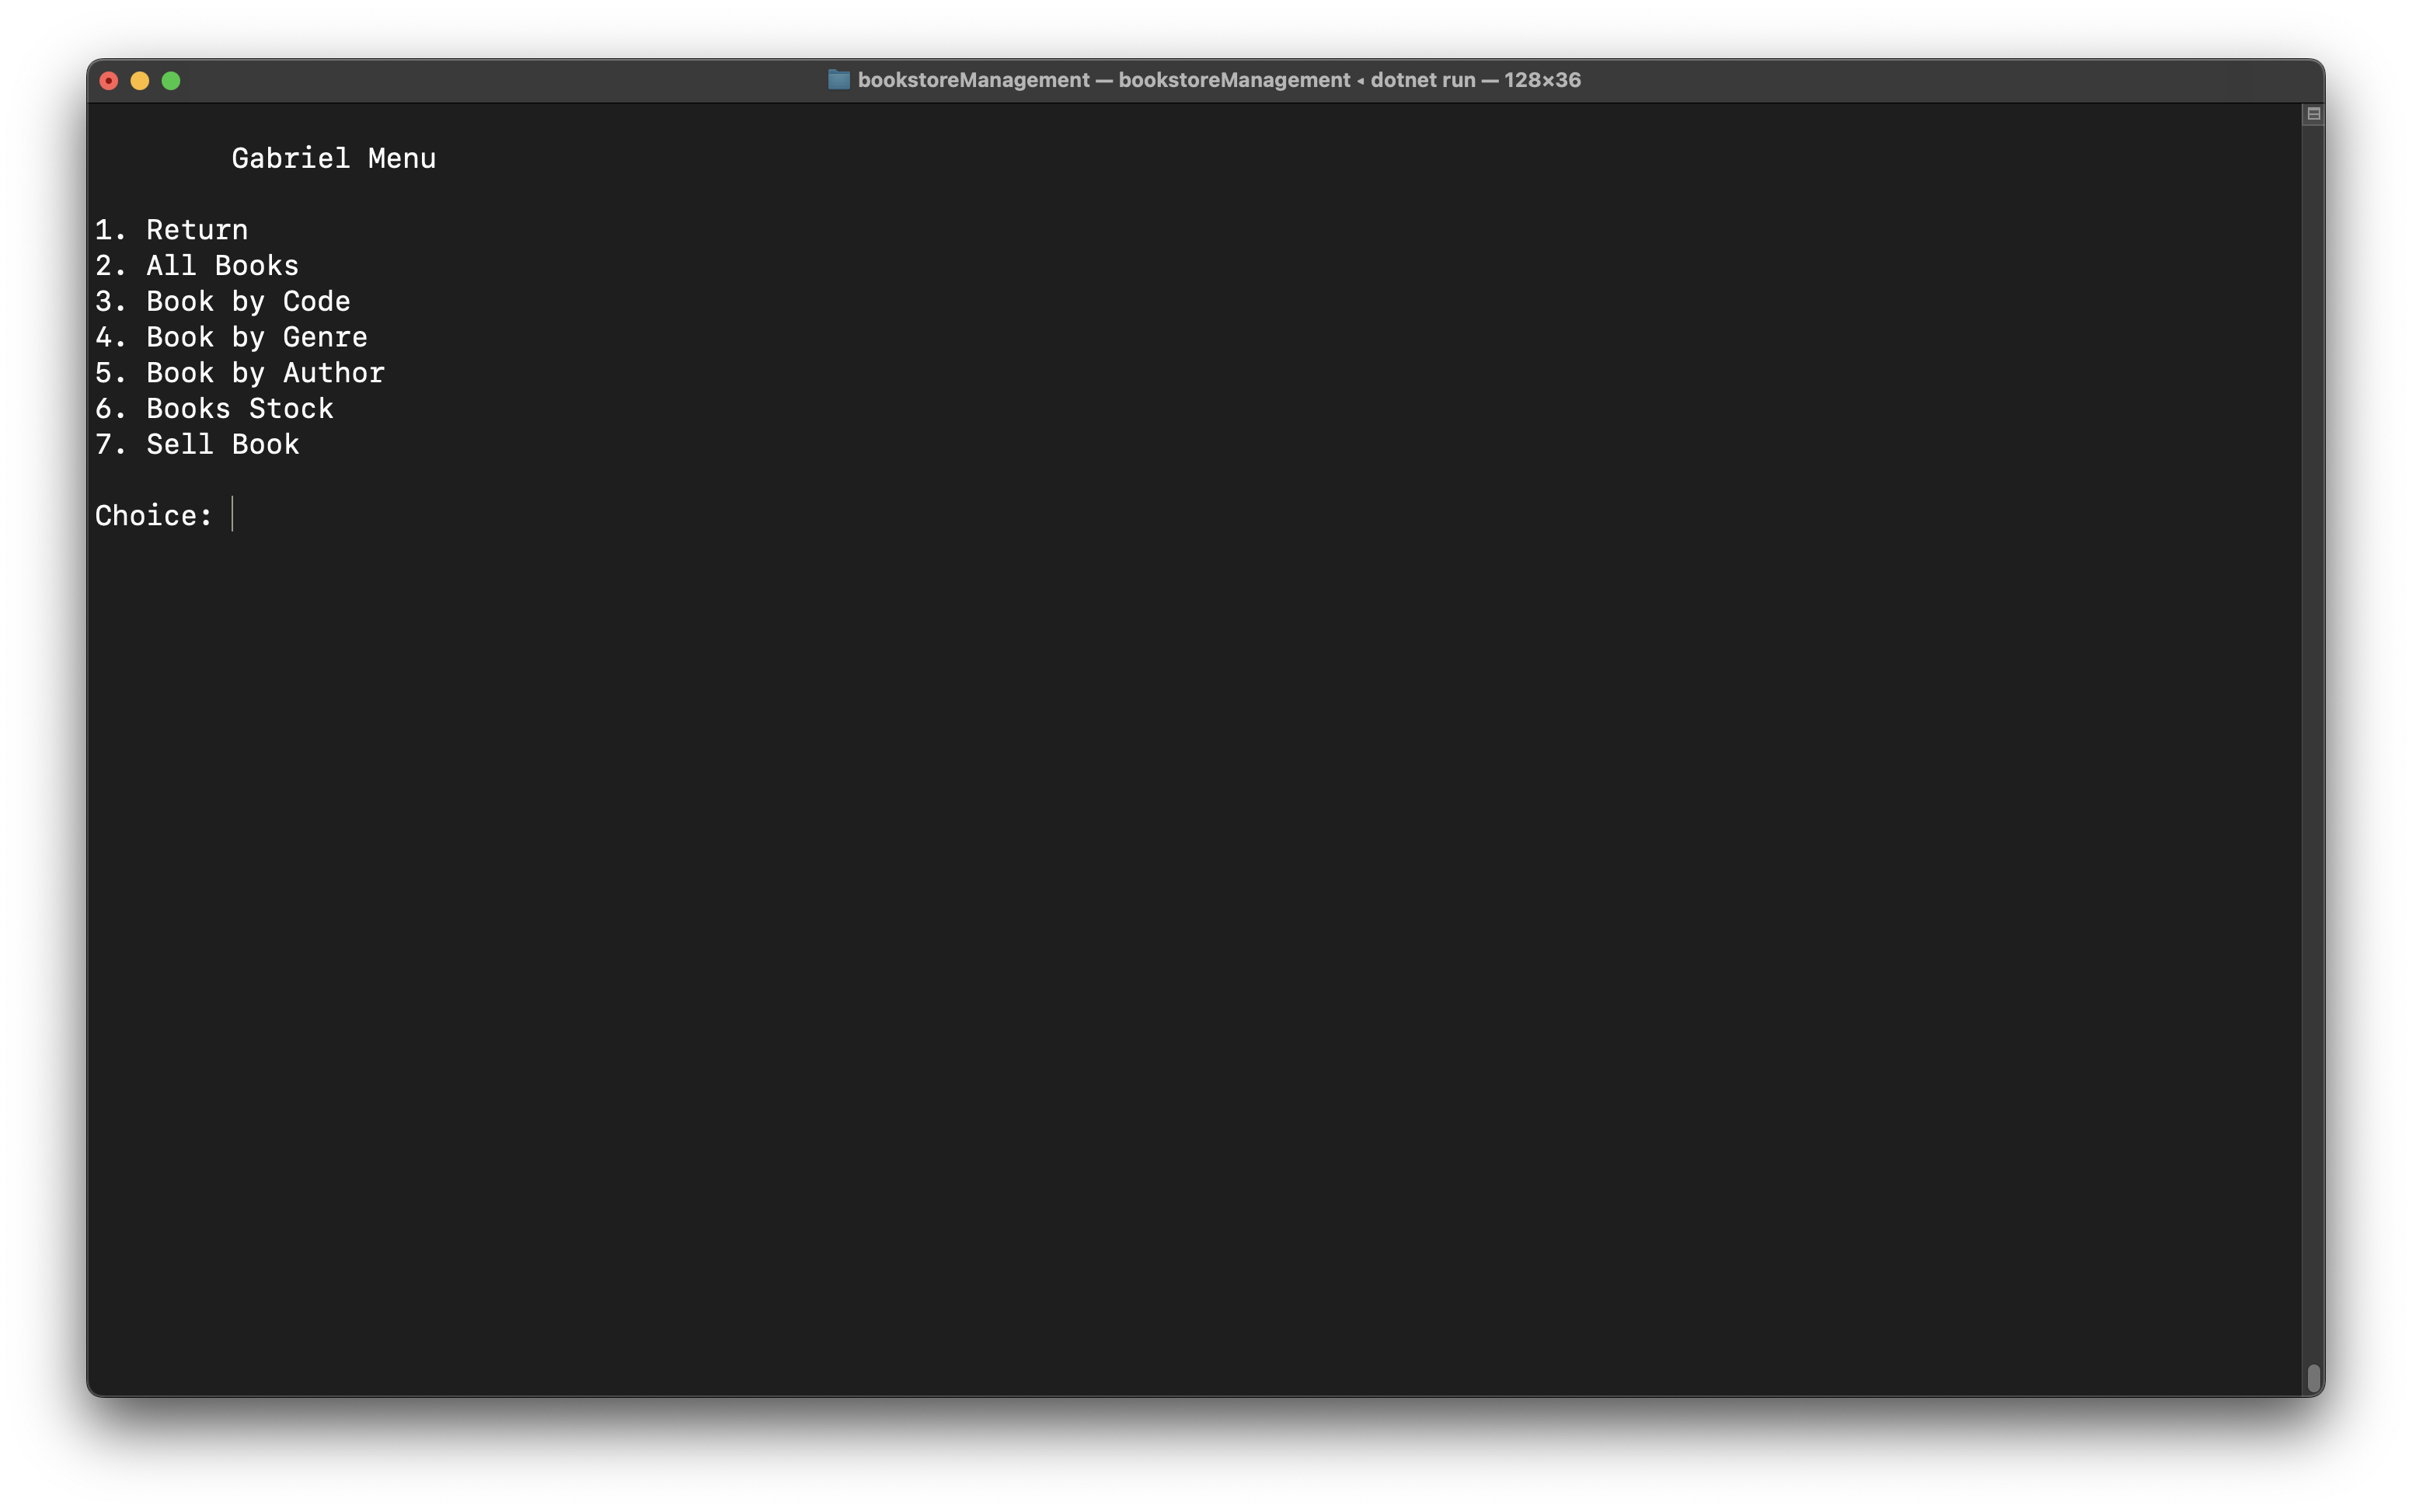 bookstoreManagement — bookstoreManagement ◂ dotnet run — 128×36
Gabriel Menu
1. Return
2. All Books
3. Book by Code
4. Book by Genre
5. Book by Author
6. Books Stock
7. Sell Book
Choice: